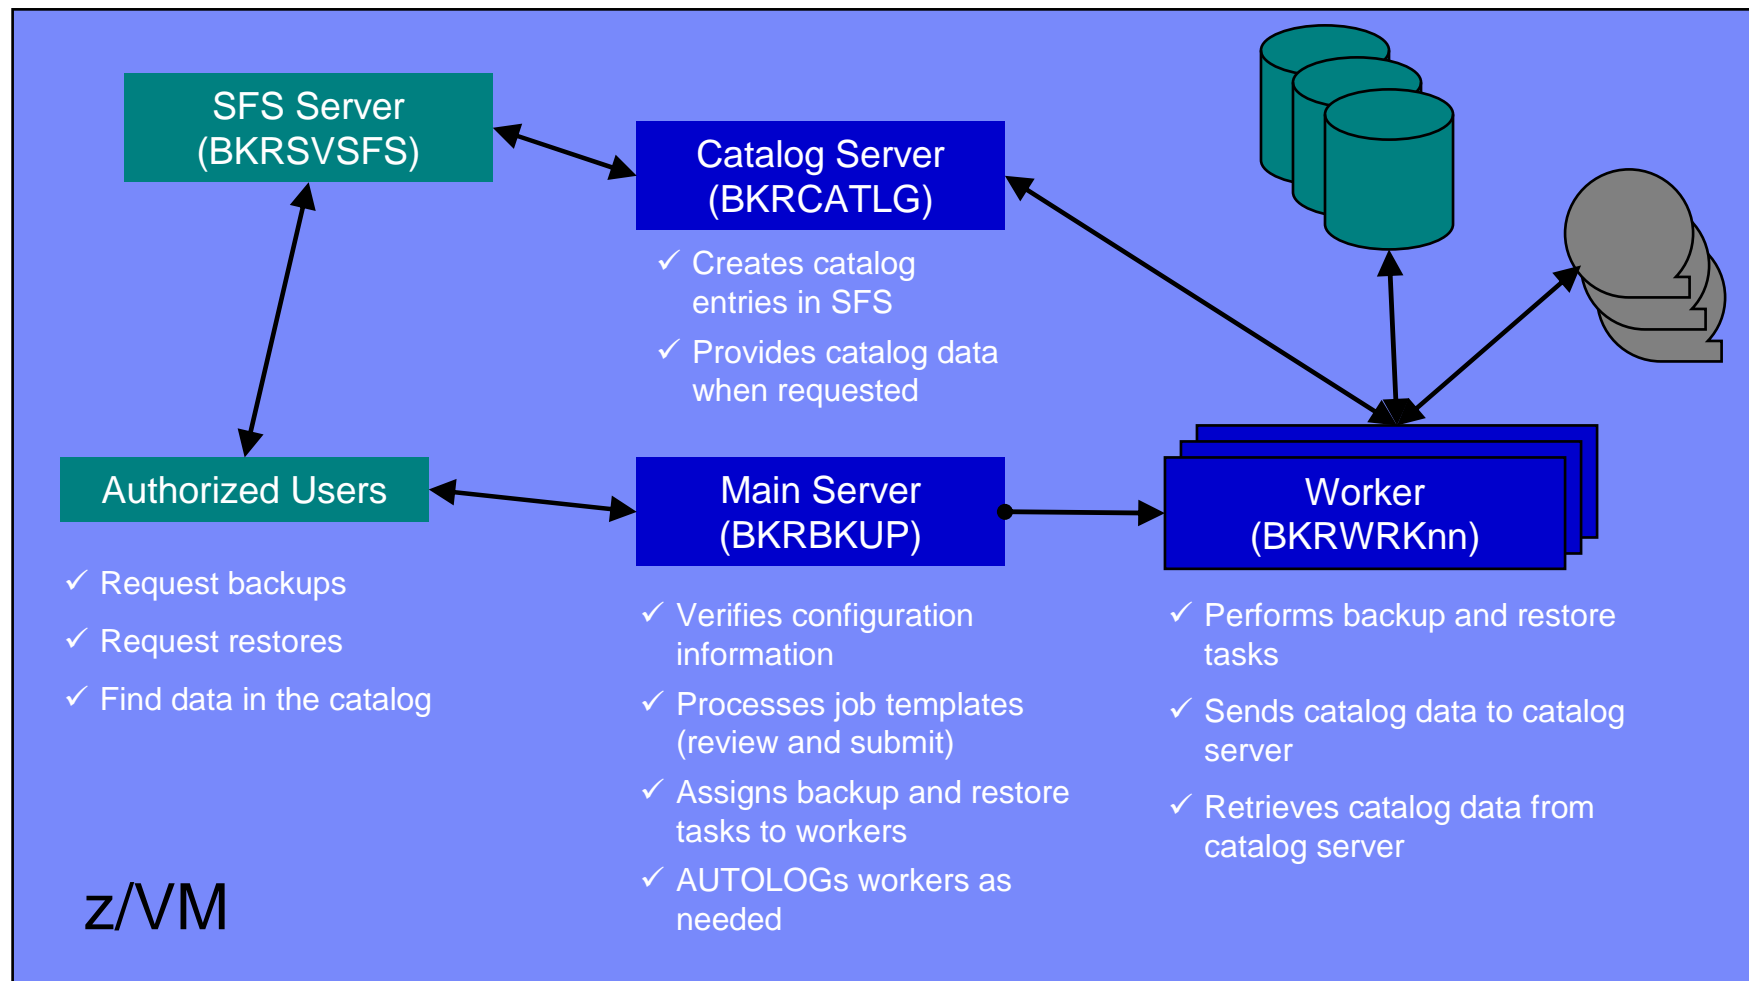 SFS Server
(BKRSVSFS)
Catalog Server
(BKRCATLG)
✓ Creates catalog
entries in SFS
✓ Provides catalog data
when requested
Authorized Users
✓ Request backups
✓ Request restores
✓ Find data in the catalog
Main Server
(BKRBKUP)
✓ Verifies configuration
information
✓ Processes job templates
(review and submit)
✓ Assigns backup and restore
tasks to workers
✓ AUTOLOGs workers as
needed
Worker
(BKRWRKnn)
✓ Performs backup and restore
tasks
✓ Sends catalog data to catalog
server
✓ Retrieves catalog data from
catalog server
z/VM